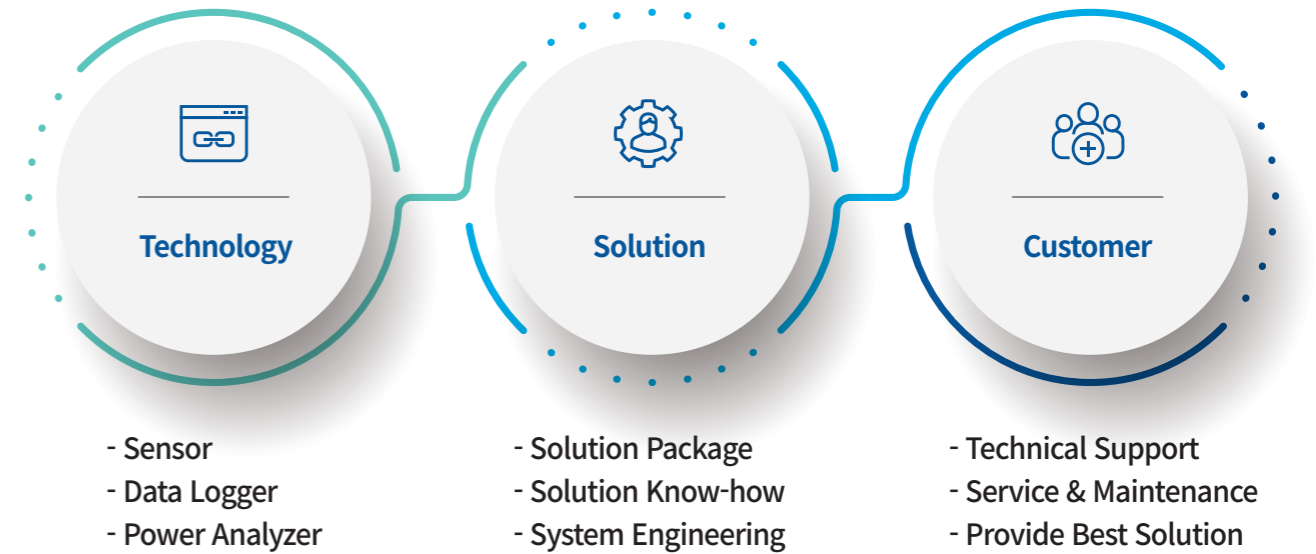 Technology
Solution
Customer
- Sensor
- Data Logger
- Power Analyzer
- Solution Package
- Solution Know-how
- System Engineering
- Technical Support
- Service & Maintenance
- Provide Best Solution